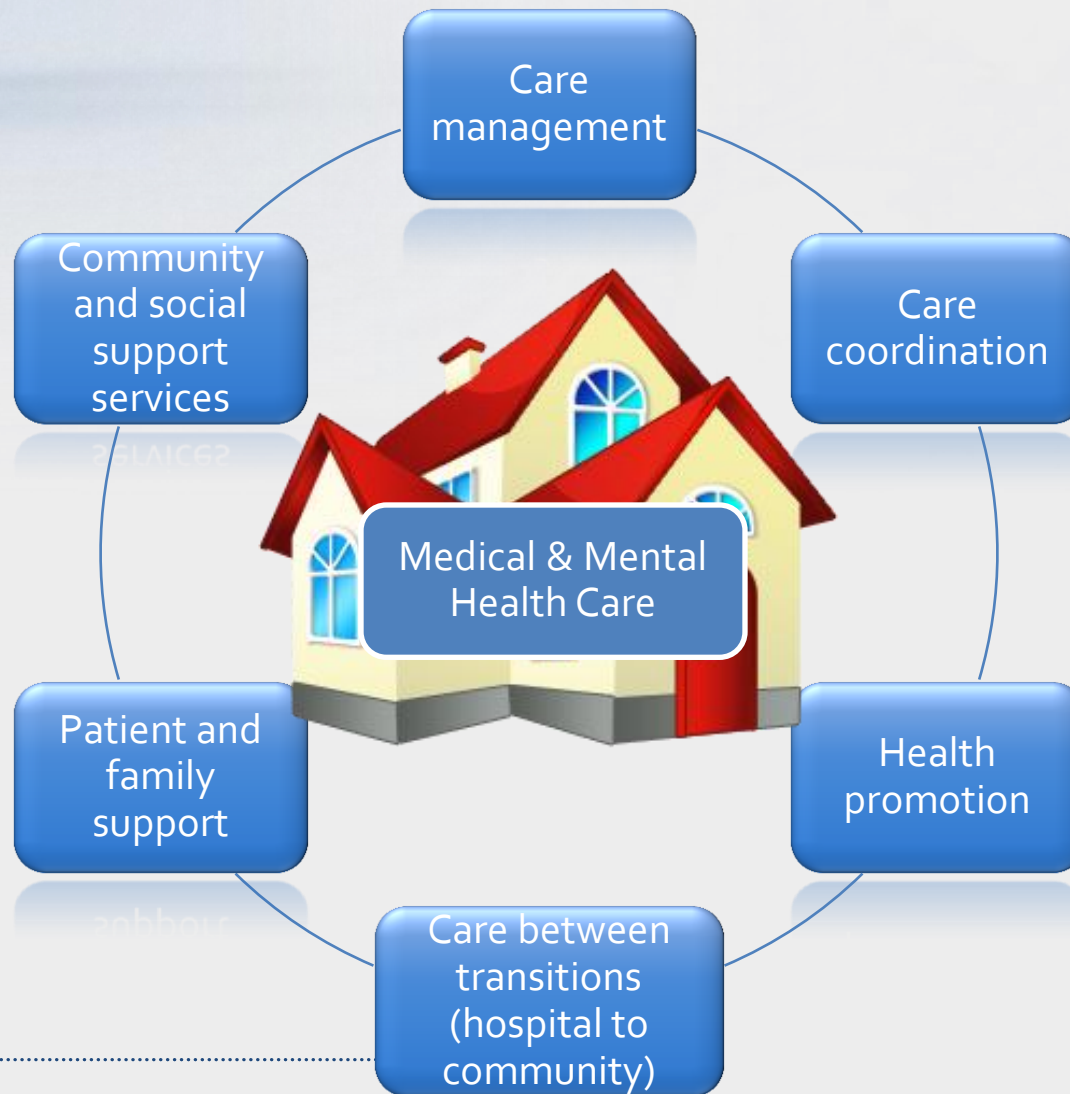 Care
management
Community
and social
support
services
Care
coordination
Medical & Mental
Health Care
Patient and
family
support
Health
promotion
Care between
transitions
(hospital to
community)